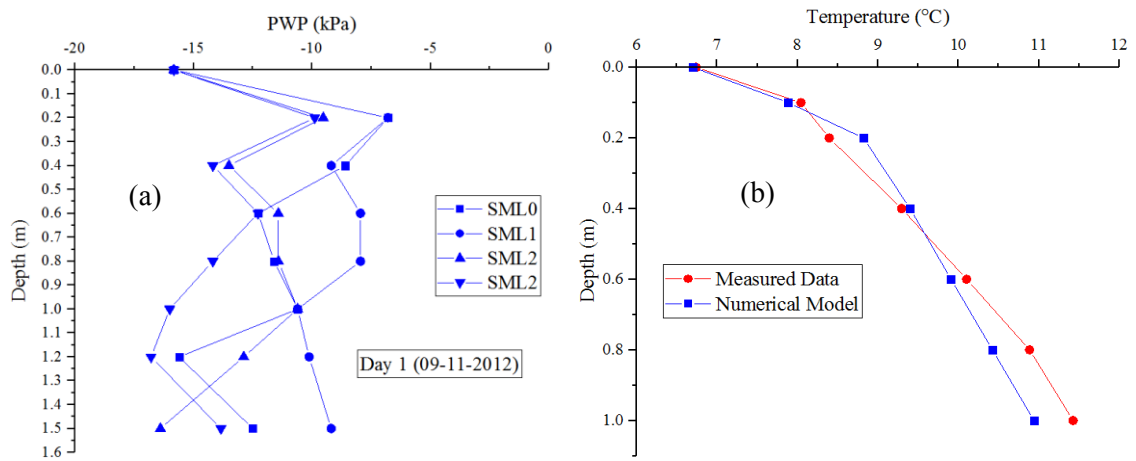 PWP (kPa)
-20 -15 -10 -5 0
0.0
0.1
0.2
0.3
0.4
0.5
0.6
0.7
0.8
0.9
1.0
1.1
1.2
1.3
1.4
1.5
1.6
Depth (m)
(a)
SML0
SML1
SML2
SML2
Day 1 (09-11-2012)
Temperature (°C)
6 7 8 9 10 11 12
0.0
0.2
0.4
0.6
0.8
1.0
Depth (m)
(b)
Measured Data
Numerical Model